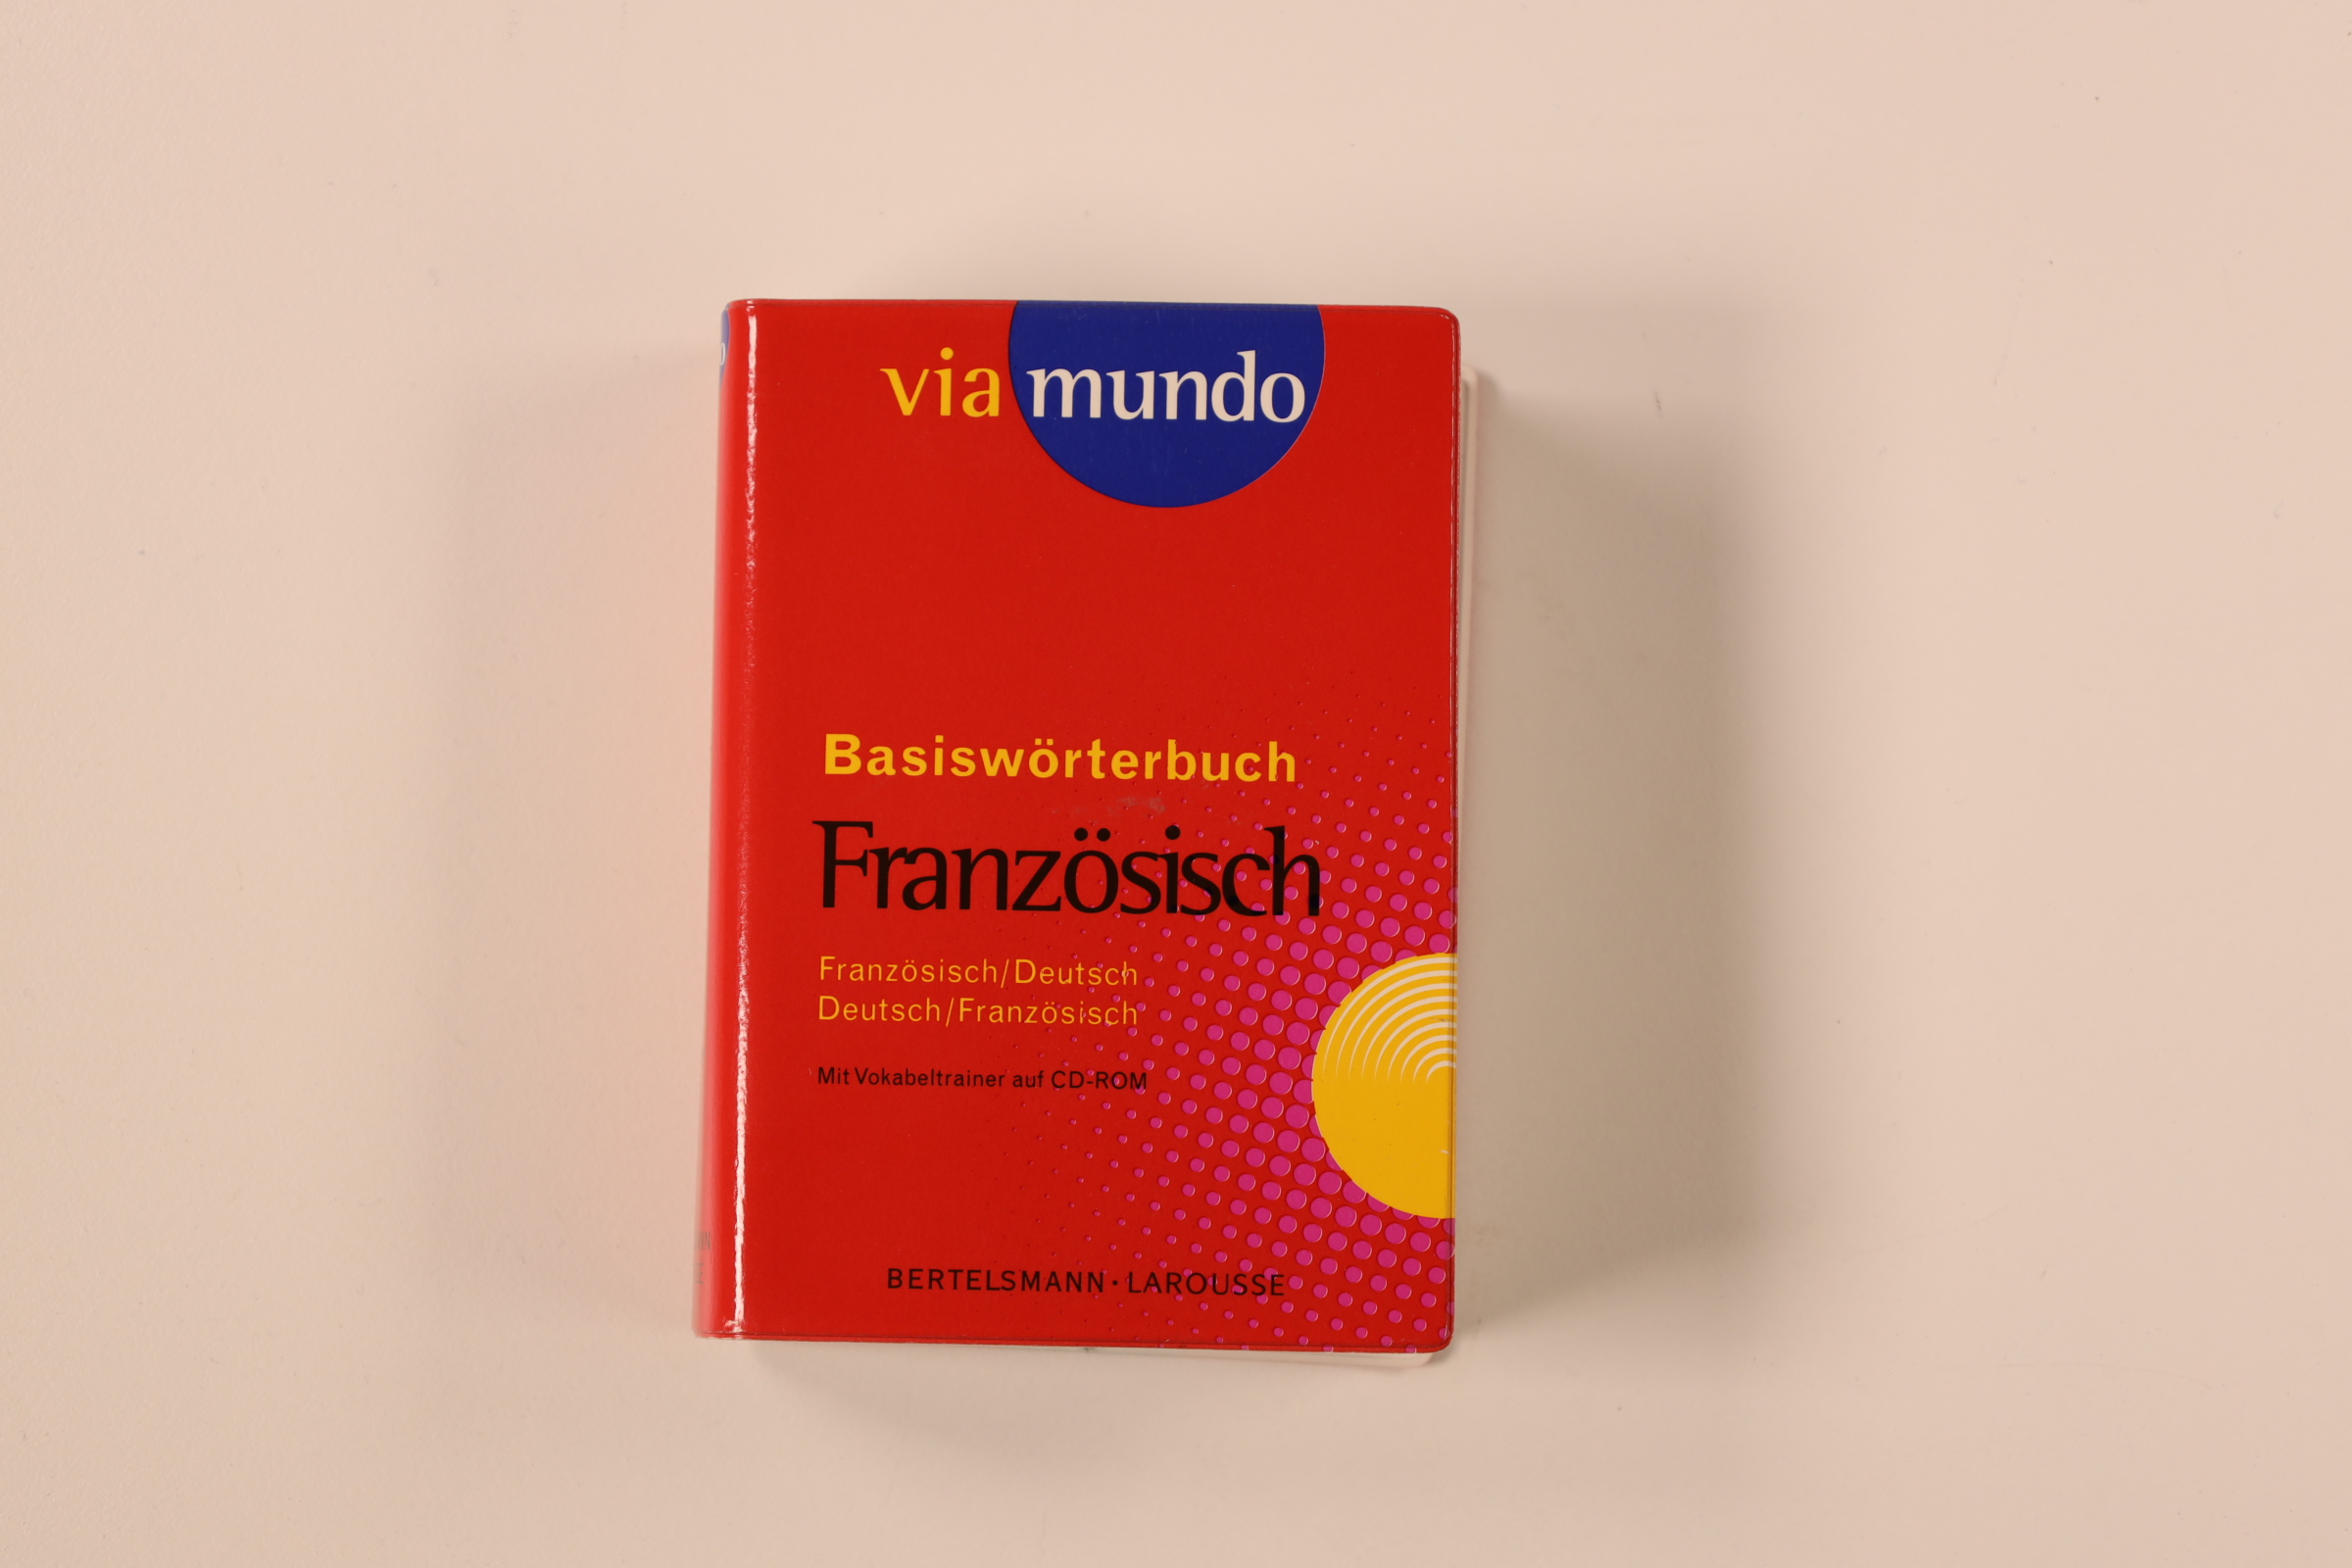 via mundo
Basiswörterbuch
Französisch
Französisch/Deutsch
Deutsch/Französisch
Mit Vokabeltrainer auf CD-ROM
BERTELSMANN · LAROUSSE